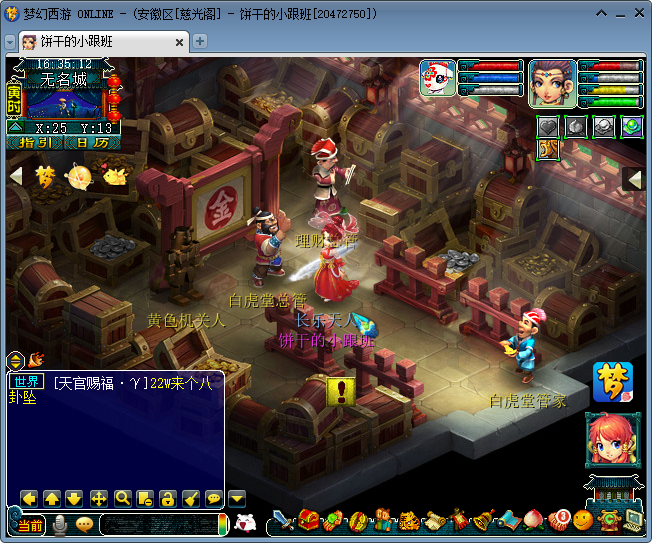 梦幻西游 ONLINE - (安徽区[慈光阁] - 饼干的小跟班[20472750])
饼干的小跟班
16:35:12
无名城
寅时
X:25 Y:13
指引 日历
梦
金
理财总管
白虎堂总管
黄色机关人
长乐天人
饼干的小跟班
白虎堂管家
梦
世界 [天官赐福·γ]22W来个八
卦坠
当前
3